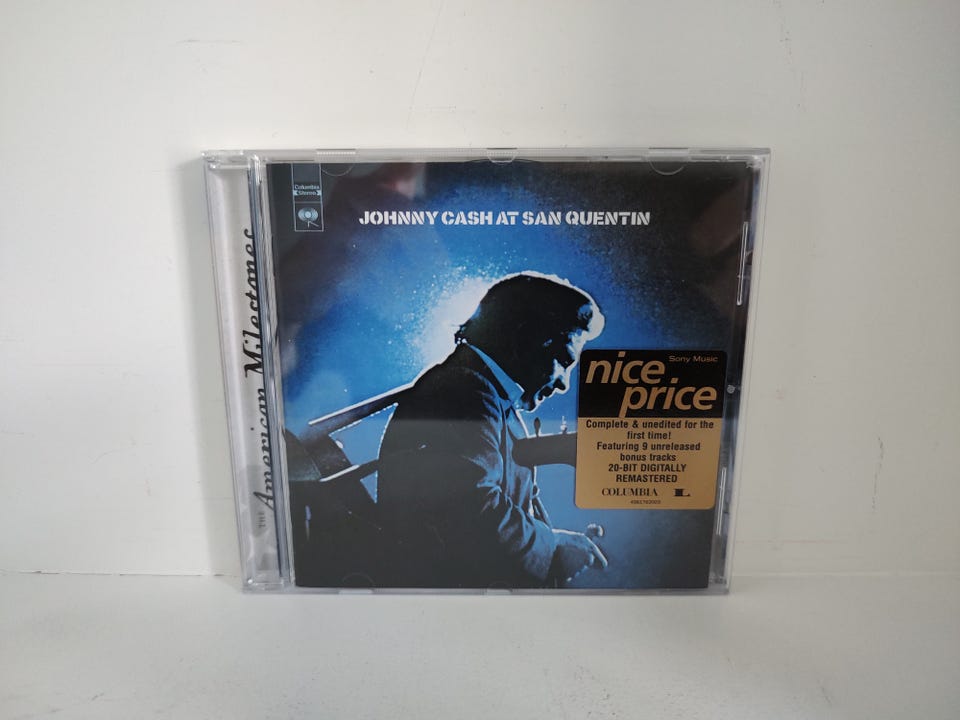 Columbia
Stereo
JOHNNY CASH AT SAN QUENTIN
THE American Milestones
Sony Music
nice
price
Complete & unedited for the
first time!
Featuring 9 unreleased
bonus tracks
20-BIT DIGITALLY
REMASTERED
COLUMBIA L